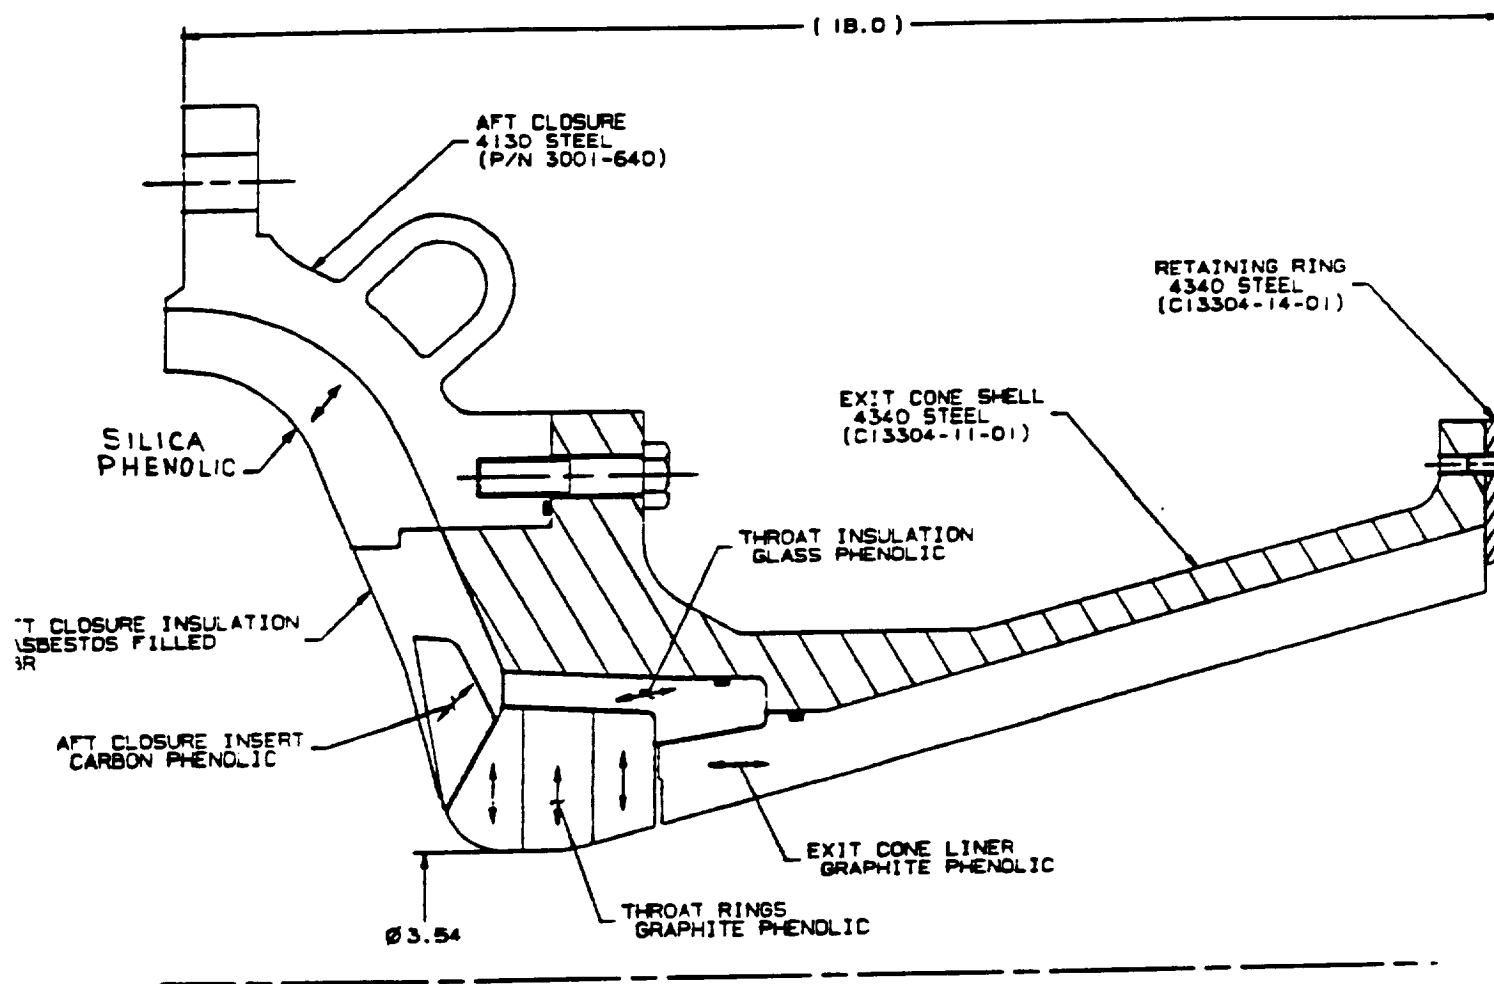 (18.0)
AFT CLOSURE
4130 STEEL
(P/N 3001-640)
RETAINING RING
4340 STEEL
(C13304-14-01)
EXIT CONE SHELL
4340 STEEL
(C13304-11-01)
SILICA
PHENOLIC
THROAT INSULATION
GLASS PHENOLIC
T CLOSURE INSULATION
ASBESTOS FILLED
BR
AFT CLOSURE INSERT
CARBON PHENOLIC
EXIT CONE LINER
GRAPHITE PHENOLIC
THROAT RINGS
GRAPHITE PHENOLIC
Ø3.54